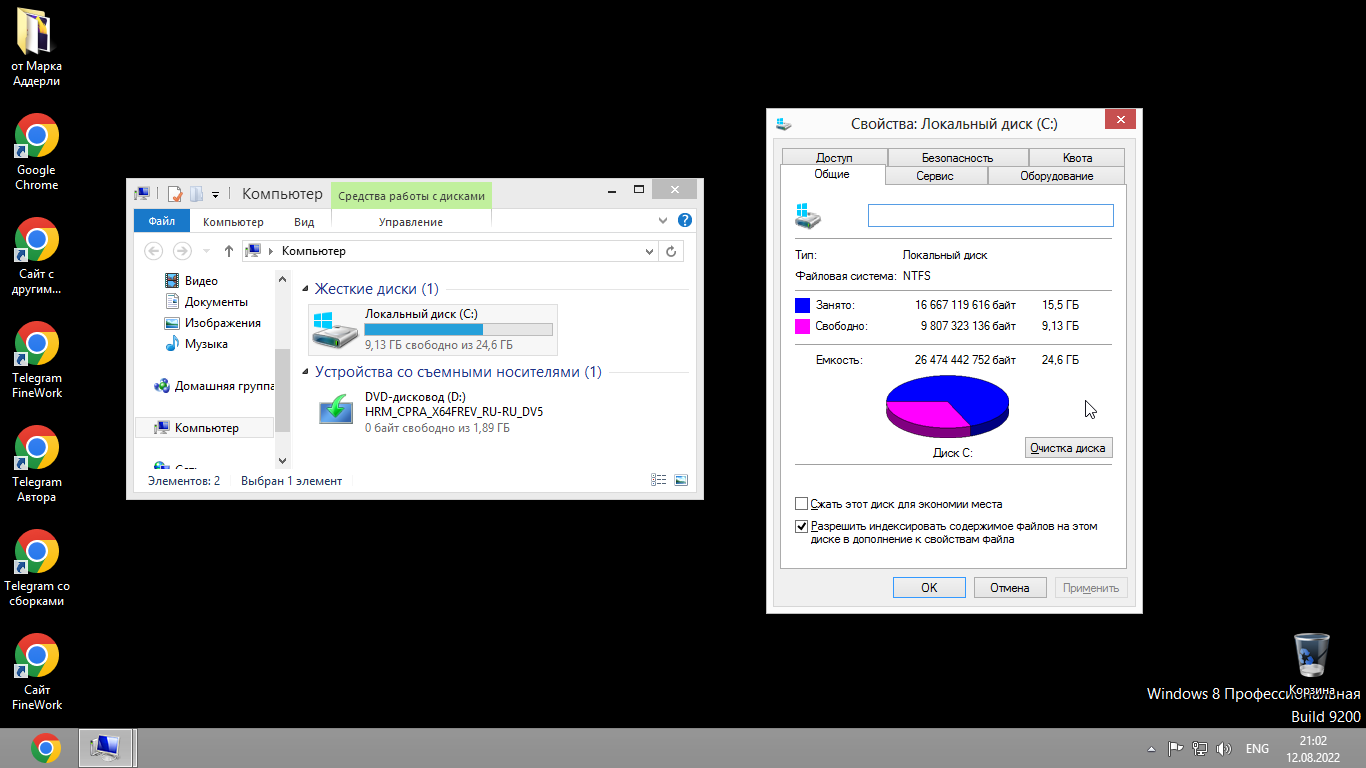 от Марка
Аддерли
Google
Chrome
Сайт с
другим...
Telegram
FineWork
Telegram
Автора
Telegram со
сборками
Сайт
FineWork
Компьютер
Средства работы с дисками
Файл
Компьютер
Вид
Управление
Компьютер
Видео
Документы
Изображения
Музыка
Домашняя группа
Компьютер
Жесткие диски (1)
Локальный диск (C:)
9,13 ГБ свободно из 24,6 ГБ
Устройства со съемными носителями (1)
DVD-дисковод (D:)
HRM_CPRA_X64FREV_RU-RU_DV5
0 байт свободно из 1,89 ГБ
Элементов: 2 Выбран 1 элемент
Свойства: Локальный диск (C:)
Доступ Безопасность Квота
Общие Сервис Оборудование
Тип: Локальный диск
Файловая система: NTFS
Занято: 16 667 119 616 байт 15,5 ГБ
Свободно: 9 807 323 136 байт 9,13 ГБ
Емкость: 26 474 442 752 байт 24,6 ГБ
Диск C:
Очистка диска
Сжать этот диск для экономии места
Разрешить индексировать содержимое файлов на этом
диске в дополнение к свойствам файла
OK Отмена Применить
Корзина
Windows 8 Профессиональная
Build 9200
ENG
21:02
12.08.2022